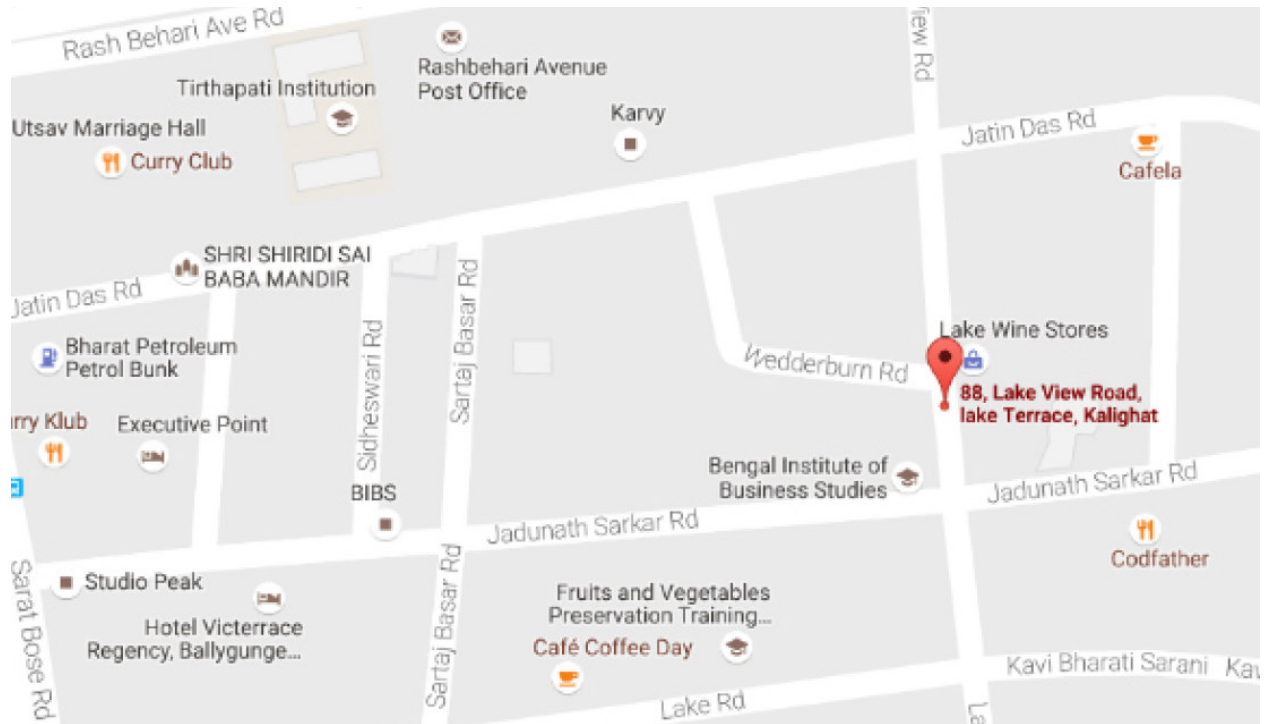 Rash Behari Ave Rd
Tirthapati Institution
Rashbehari Avenue
Post Office
Karvy
View Rd
Jatin Das Rd
Cafela
Utsav Marriage Hall
Curry Club
SHRI SHIRIDI SAI
BABA MANDIR
Jatin Das Rd
Bharat Petroleum
Petrol Bunk
Sidheswari Rd
Sartaj Basar Rd
Wedderburn Rd
Lake Wine Stores
88, Lake View Road,
lake Terrace, Kalighat
rry Klub
Executive Point
BIBS
Bengal Institute of
Business Studies
Jadunath Sarkar Rd
Jadunath Sarkar Rd
Codfather
Sarat Bose Rd
Studio Peak
Hotel Victerrace
Regency, Ballygunge...
Sartaj Basar Rd
Fruits and Vegetables
Preservation Training...
Café Coffee Day
Lake Rd
Kavi Bharati Sarani
Kav
La